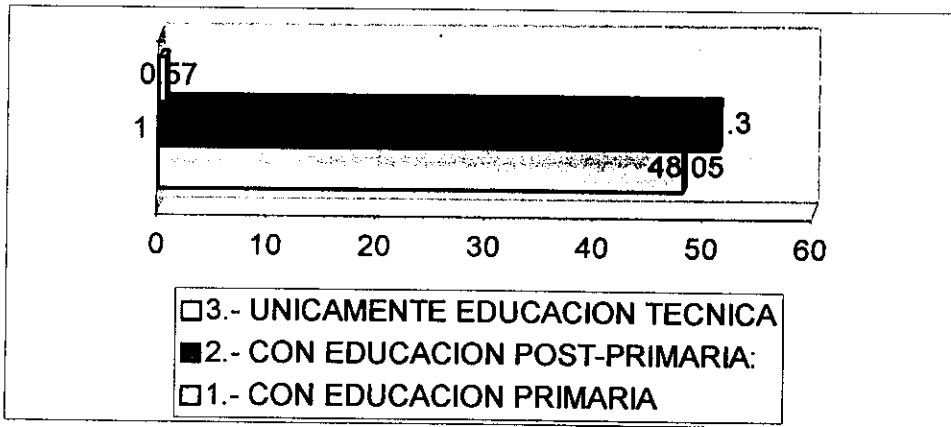 0.57
1
.3
48.05
0 10 20 30 40 50 60
3.- UNICAMENTE EDUCACION TECNICA
2.- CON EDUCACION POST-PRIMARIA:
1.- CON EDUCACION PRIMARIA